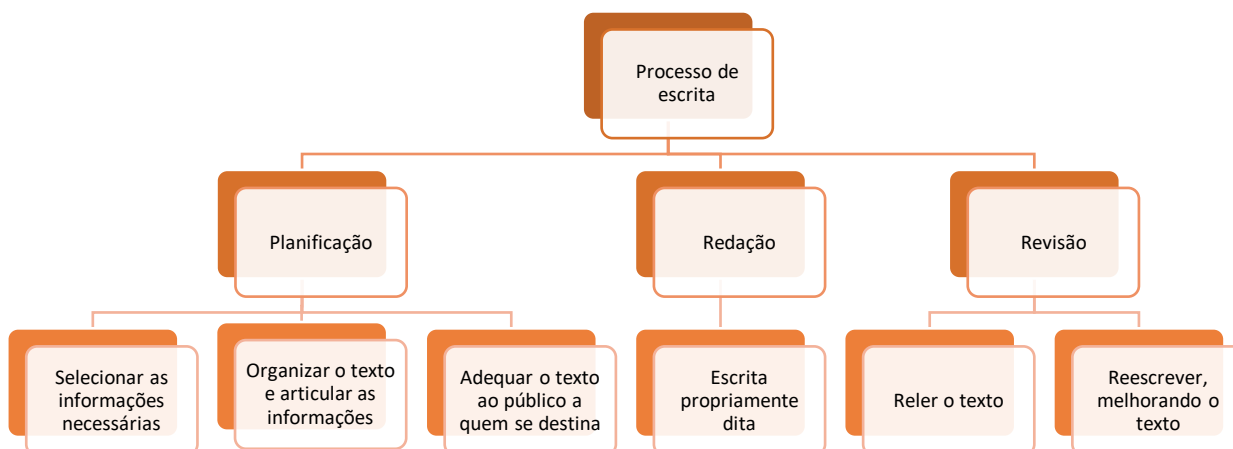 Processo de
escrita
Planificação
Redação
Revisão
Selecionar as
informações
necessárias
Organizar o texto
e articular as
informações
Adequar o texto
ao público a
quem se destina
Escrita
propriamente
dita
Reler o texto
Reescrever,
melhorando o
texto